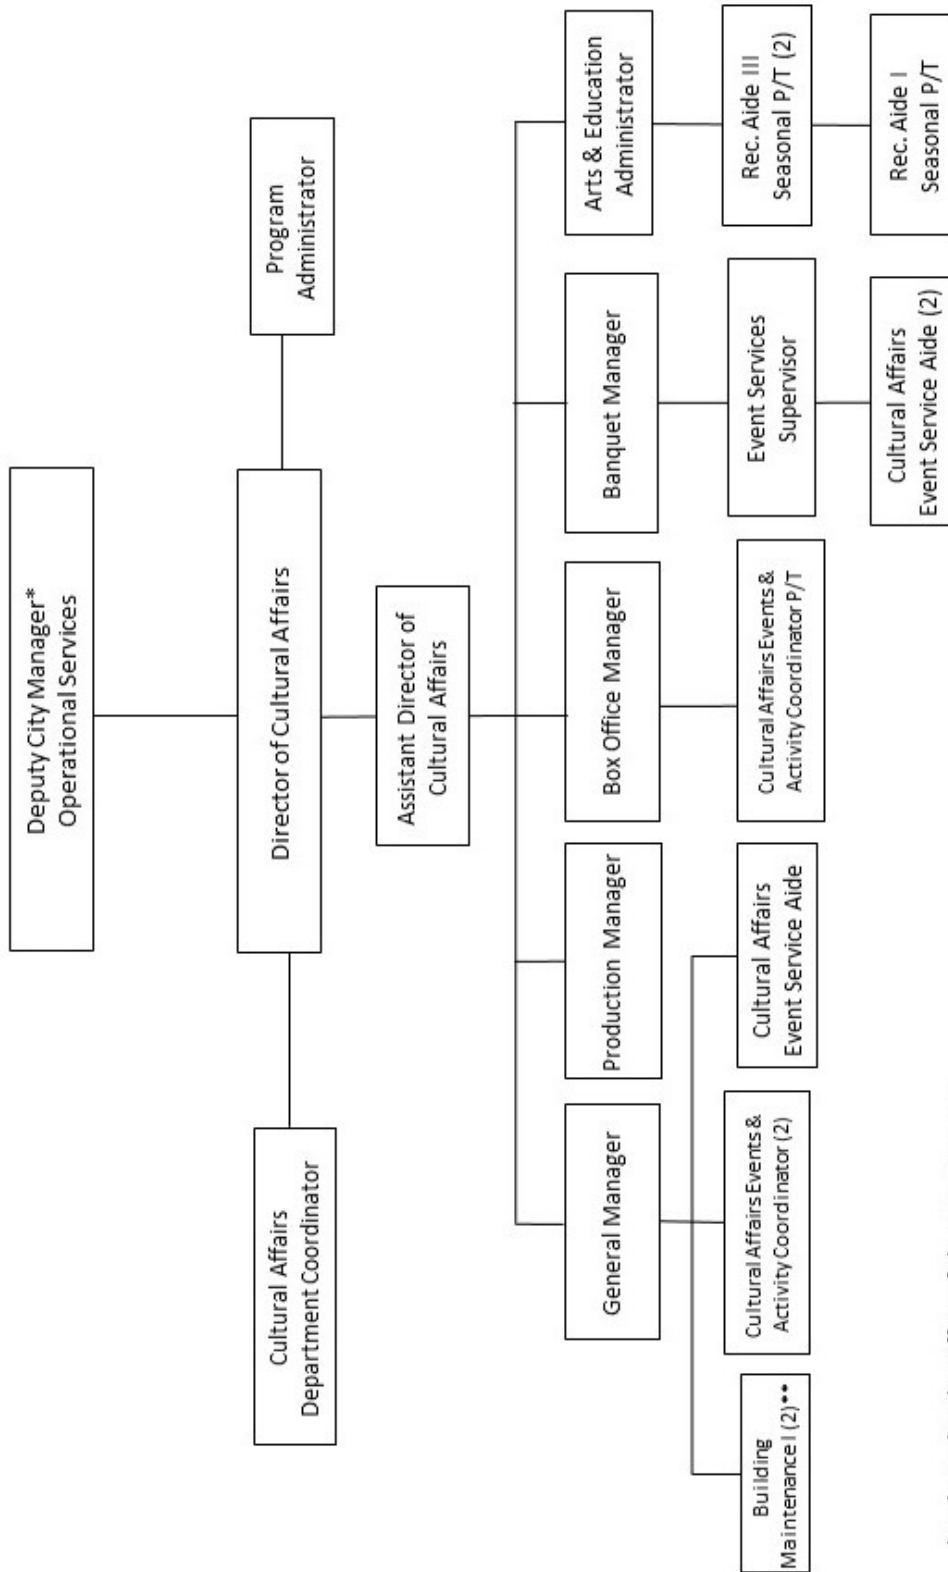 Deputy City Manager*
Operational Services
Cultural Affairs
Department Coordinator
Director of Cultural Affairs
Program
Administrator
Assistant Director of
Cultural Affairs
General Manager
Production Manager
Box Office Manager
Banquet Manager
Arts & Education
Administrator
Building
Maintenance I (2)**
Cultural Affairs Events &
Activity Coordinator (2)
Cultural Affairs
Event Service Aide
Cultural Affairs Events &
Activity Coordinator P/T
Event Services
Supervisor
Rec. Aide III
Seasonal P/T (2)
Cultural Affairs
Event Service Aide (2)
Rec. Aide I
Seasonal P/T